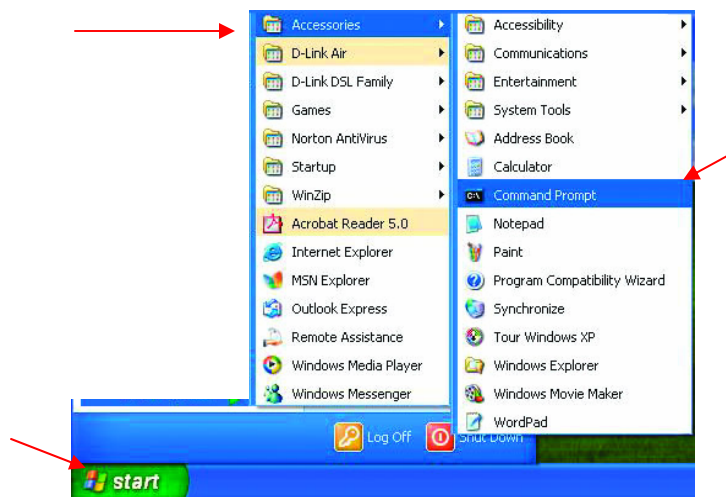 Accessories
D-Link Air
D-Link DSL Family
Games
Norton AntiVirus
Startup
WinZip
Acrobat Reader 5.0
Internet Explorer
MSN Explorer
Outlook Express
Remote Assistance
Windows Media Player
Windows Messenger
Accessibility
Communications
Entertainment
System Tools
Address Book
Calculator
C:\ Command Prompt
Notepad
Paint
Program Compatibility Wizard
Synchronize
Tour Windows XP
Windows Explorer
Windows Movie Maker
WordPad
Log Off
Shut Down
start